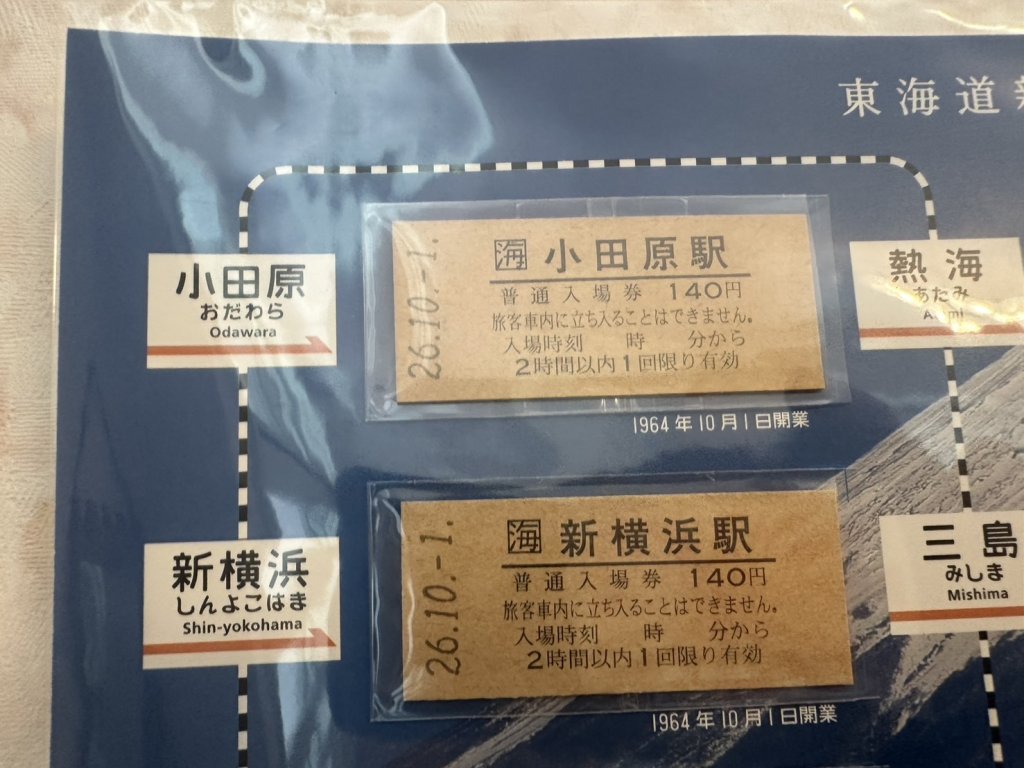 東海道
小田原
おだわら
Odawara
26.10.-1.
海 小田原駅
普通入場券 140円
旅客車内に立ち入ることはできません。
入場時刻 時 分から
2時間以内1回限り有効
1964年10月1日開業
熱海
あたみ
新横浜
しんよこはま
Shin-yokohama
26.10.-1.
海 新横浜駅
普通入場券 140円
旅客車内に立ち入ることはできません。
入場時刻 時 分から
2時間以内1回限り有効
1964年10月1日開業
三島
みしま
Mishima